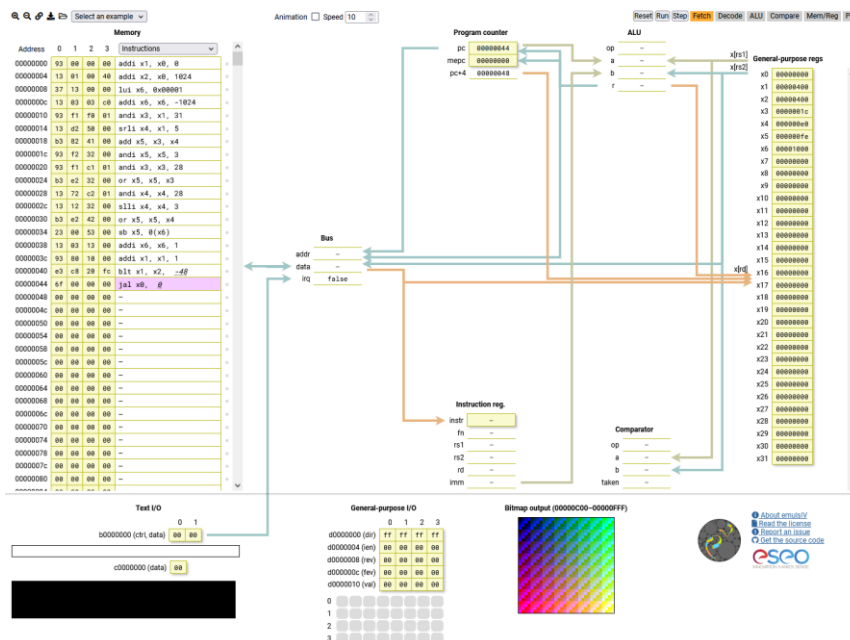 Select an example
Animation Speed 10
Reset Run Step Fetch Decode ALU Compare Mem/Reg P
Memory
Address 0 1 2 3 Instructions
00000000 93 00 00 00 addi x1, x0, 0
00000004 13 01 00 40 addi x2, x0, 1024
00000008 37 13 00 00 lui x6, 0x00001
0000000c 13 03 03 c0 addi x6, x6, -1024
00000010 93 f1 f0 01 andi x3, x1, 31
00000014 13 d2 50 00 srli x4, x1, 5
00000018 b3 82 41 00 add x5, x3, x4
0000001c 93 f2 32 00 andi x5, x5, 3
00000020 93 f1 c1 01 andi x3, x3, 28
00000024 b3 e2 32 00 or x5, x5, x3
00000028 13 72 c2 01 andi x4, x4, 28
0000002c 13 12 32 00 slli x4, x4, 3
00000030 b3 e2 42 00 or x5, x5, x4
00000034 23 00 53 00 sb x5, 0(x6)
00000038 13 03 13 00 addi x6, x6, 1
0000003c 93 80 10 00 addi x1, x1, 1
00000040 e3 c8 20 fc blt x1, x2, -48
00000044 6f 00 00 00 jal x0, 0
00000048 00 00 00 00 –
0000004c 00 00 00 00 –
00000050 00 00 00 00 –
00000054 00 00 00 00 –
00000058 00 00 00 00 –
0000005c 00 00 00 00 –
00000060 00 00 00 00 –
00000064 00 00 00 00 –
00000068 00 00 00 00 –
0000006c 00 00 00 00 –
00000070 00 00 00 00 –
00000074 00 00 00 00 –
00000078 00 00 00 00 –
0000007c 00 00 00 00 –
00000080 00 00 00 00 –
Program counter
pc 00000044
mepc 00000000
pc+4 00000048
ALU
op –
a –
b –
r –
x[rs1]
x[rs2]
x[rd]
General-purpose regs
x0 00000000
x1 00000400
x2 00000400
x3 0000001c
x4 000000e0
x5 000000fe
x6 00001000
x7 00000000
x8 00000000
x9 00000000
x10 00000000
x11 00000000
x12 00000000
x13 00000000
x14 00000000
x15 00000000
x16 00000000
x17 00000000
x18 00000000
x19 00000000
x20 00000000
x21 00000000
x22 00000000
x23 00000000
x24 00000000
x25 00000000
x26 00000000
x27 00000000
x28 00000000
x29 00000000
x30 00000000
x31 00000000
Bus
addr –
data –
irq false
Instruction reg.
instr –
fn –
rs1 –
rs2 –
rd –
imm –
Comparator
op –
a –
b –
taken –
Text I/O
0 1
b0000000 (ctrl, data) 00 00
c0000000 (data) 00
General-purpose I/O
0 1 2 3
d0000000 (dir) ff ff ff ff
d0000004 (ien) 00 00 00 00
d0000008 (rev) 00 00 00 00
d000000c (fev) 00 00 00 00
d0000010 (val) 00 00 00 00
0
1
2
3
Bitmap output (00000C00–00000FFF)
About emulsiV
Read the license
Report an issue
Get the source code
eseo